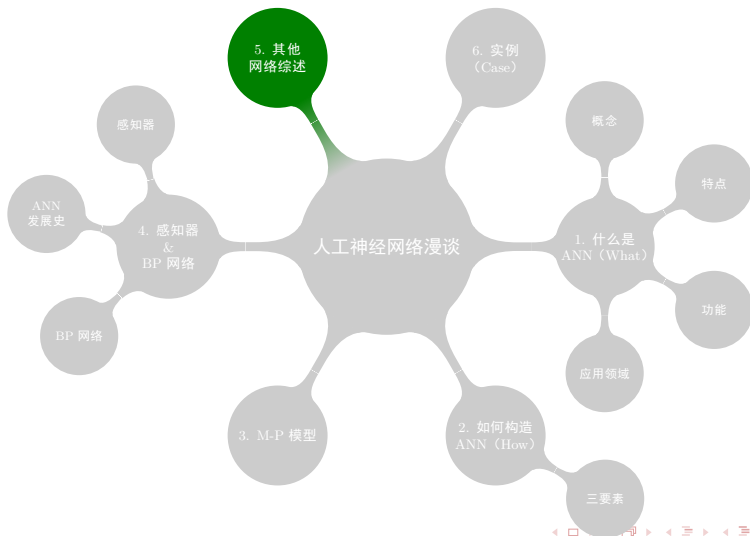 5. 其他
网络综述
6. 实例
（Case）
感知器
概念
ANN
发展史
特点
4. 感知器
&
BP 网络
人工神经网络漫谈
1. 什么是
ANN（What）
BP 网络
功能
应用领域
3. M-P 模型
2. 如何构造
ANN（How）
三要素